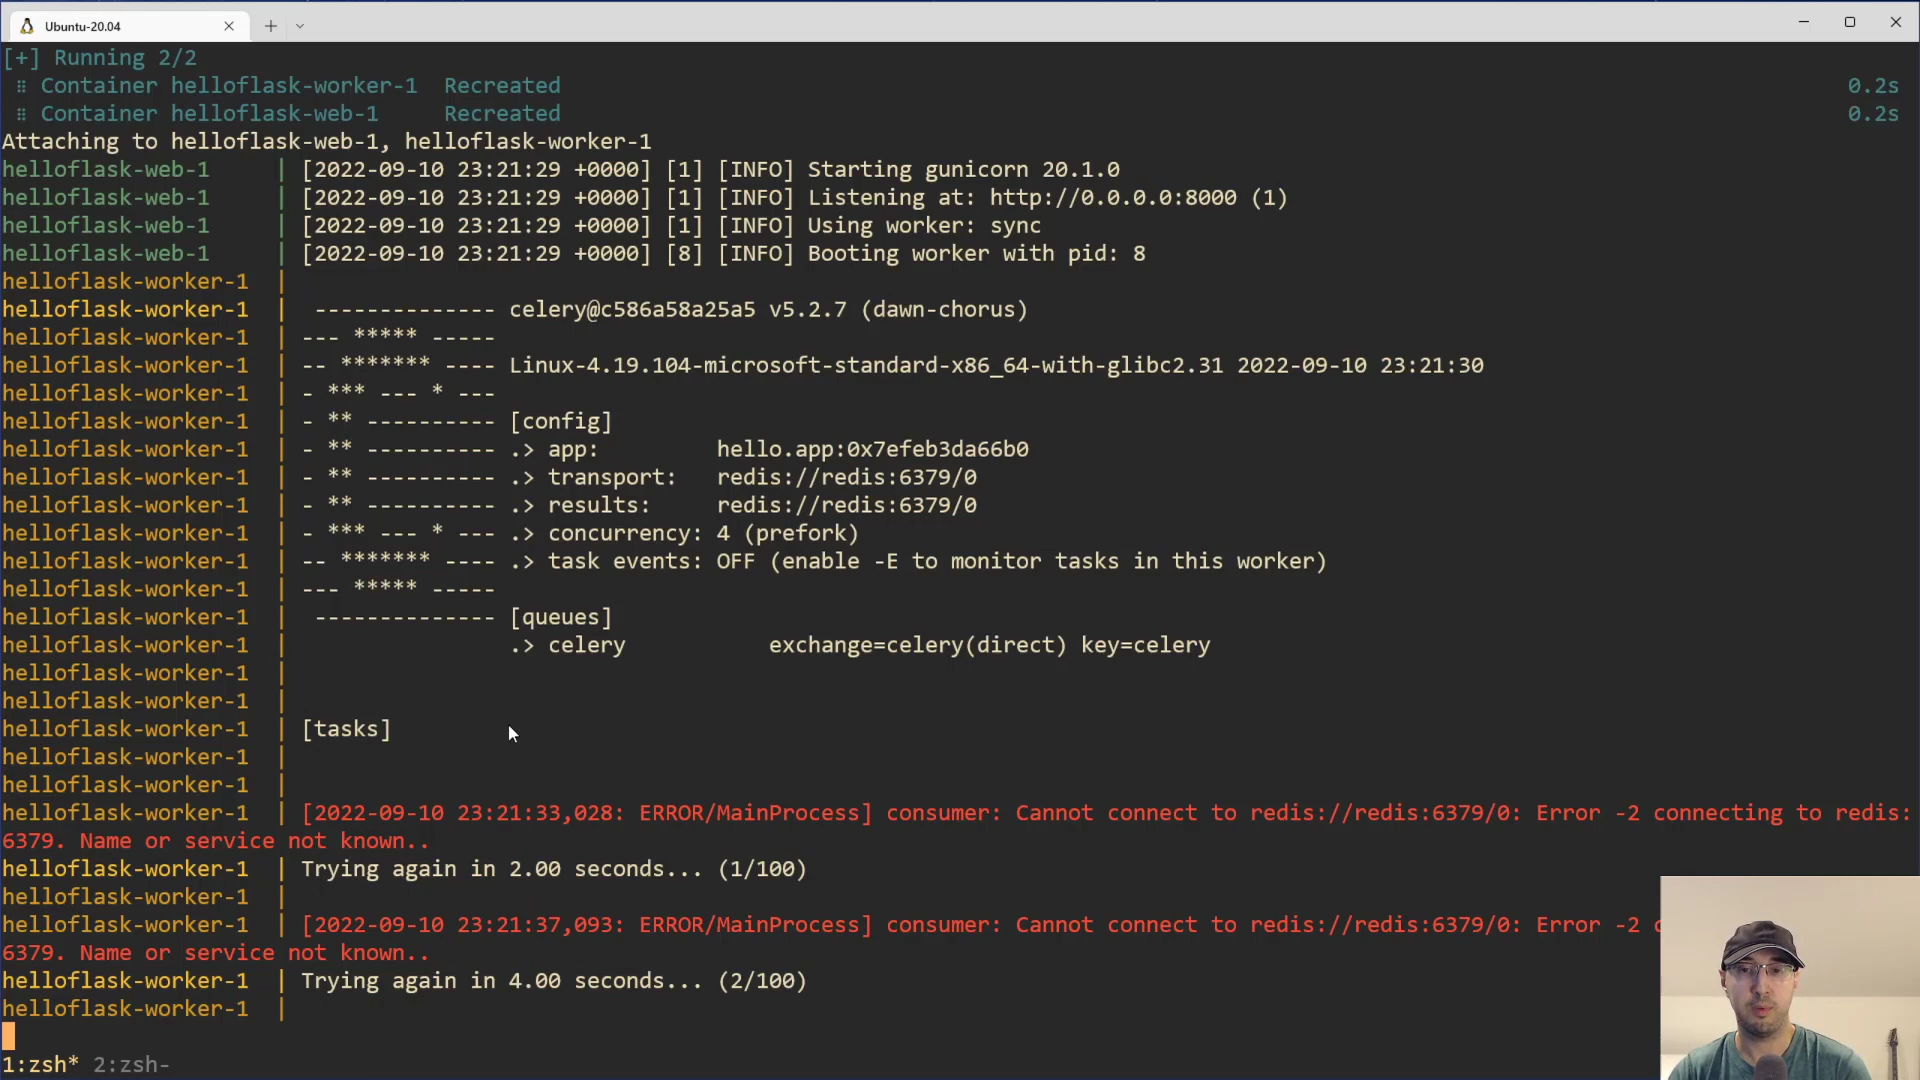 Ubuntu-20.04
[+] Running 2/2
⠿ Container helloflask-worker-1  Recreated 0.2s
⠿ Container helloflask-web-1     Recreated 0.2s
Attaching to helloflask-web-1, helloflask-worker-1
helloflask-web-1     | [2022-09-10 23:21:29 +0000] [1] [INFO] Starting gunicorn 20.1.0
helloflask-web-1     | [2022-09-10 23:21:29 +0000] [1] [INFO] Listening at: http://0.0.0.0:8000 (1)
helloflask-web-1     | [2022-09-10 23:21:29 +0000] [1] [INFO] Using worker: sync
helloflask-web-1     | [2022-09-10 23:21:29 +0000] [8] [INFO] Booting worker with pid: 8
helloflask-worker-1  |
helloflask-worker-1  |  -------------- celery@c586a58a25a5 v5.2.7 (dawn-chorus)
helloflask-worker-1  | --- ***** -----
helloflask-worker-1  | -- ******* ---- Linux-4.19.104-microsoft-standard-x86_64-with-glibc2.31 2022-09-10 23:21:30
helloflask-worker-1  | - *** --- * ---
helloflask-worker-1  | - ** ---------- [config]
helloflask-worker-1  | - ** ---------- .> app:         hello.app:0x7efeb3da66b0
helloflask-worker-1  | - ** ---------- .> transport:   redis://redis:6379/0
helloflask-worker-1  | - ** ---------- .> results:     redis://redis:6379/0
helloflask-worker-1  | - *** --- * --- .> concurrency: 4 (prefork)
helloflask-worker-1  | -- ******* ---- .> task events: OFF (enable -E to monitor tasks in this worker)
helloflask-worker-1  | --- ***** -----
helloflask-worker-1  |  -------------- [queues]
helloflask-worker-1  |                 .> celery           exchange=celery(direct) key=celery
helloflask-worker-1  |
helloflask-worker-1  |
helloflask-worker-1  | [tasks]
helloflask-worker-1  |
helloflask-worker-1  |
helloflask-worker-1  | [2022-09-10 23:21:33,028: ERROR/MainProcess] consumer: Cannot connect to redis://redis:6379/0: Error -2 connecting to redis:
6379. Name or service not known..
helloflask-worker-1  | Trying again in 2.00 seconds... (1/100)
helloflask-worker-1  |
helloflask-worker-1  | [2022-09-10 23:21:37,093: ERROR/MainProcess] consumer: Cannot connect to redis://redis:6379/0: Error -2
6379. Name or service not known..
helloflask-worker-1  | Trying again in 4.00 seconds... (2/100)
helloflask-worker-1  |
1:zsh* 2:zsh-